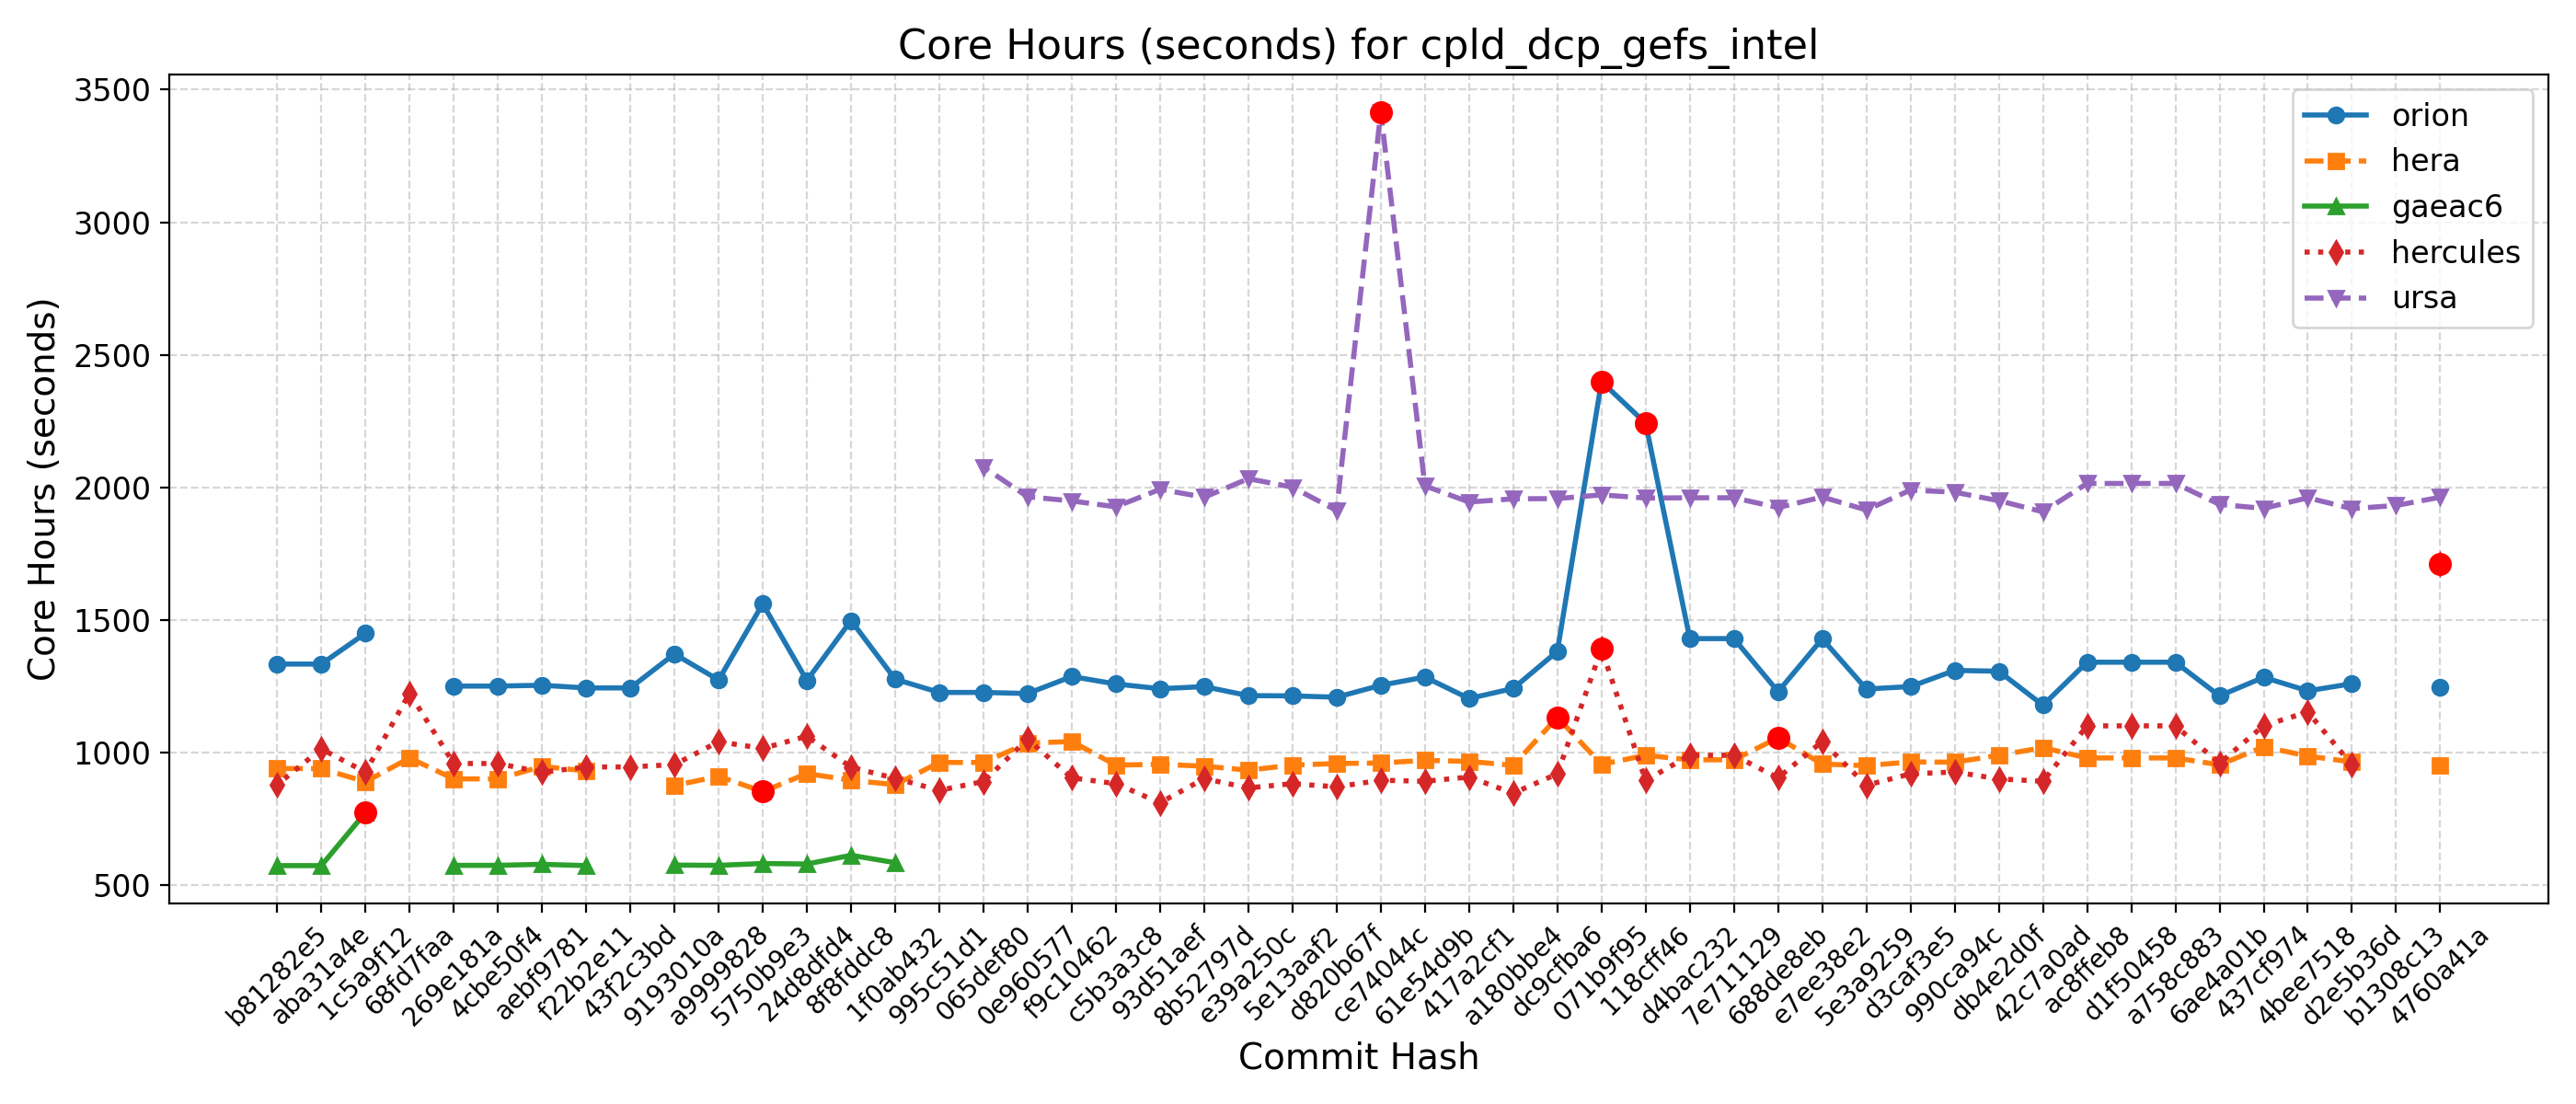 Core Hours (seconds) for cpld_dcp_gefs_intel
Core Hours (seconds)
3500
3000
2500
2000
1500
1000
500
orion
hera
gaeac6
hercules
ursa
b81282e5
aba31a4e
1c5a9f12
68fd7faa
269e181a
4cbe50f4
aebf9781
f22b2e11
43f2c3bd
9193010a
a9999828
5750b9e3
24d8dfd4
8f8fddc8
1f0ab432
995c51d1
065def80
0e960577
f9c10462
c5b3a3c8
93d51aef
8b52797d
e39a250c
5e13aaf2
d820b67f
ce74044c
61e54d9b
417a2cf1
a180bbe4
dc9cfba6
071b9f95
118cff46
d4bac232
7e711129
688de8eb
e7ee38e2
5e3a9259
d3caf3e5
990ca94c
db4e2d0f
42c7a0ad
ac8ffeb8
d1f50458
a758c883
6ae4a01b
437cf974
4bee7518
d2e5b36d
b1308c13
4760a41a
Commit Hash